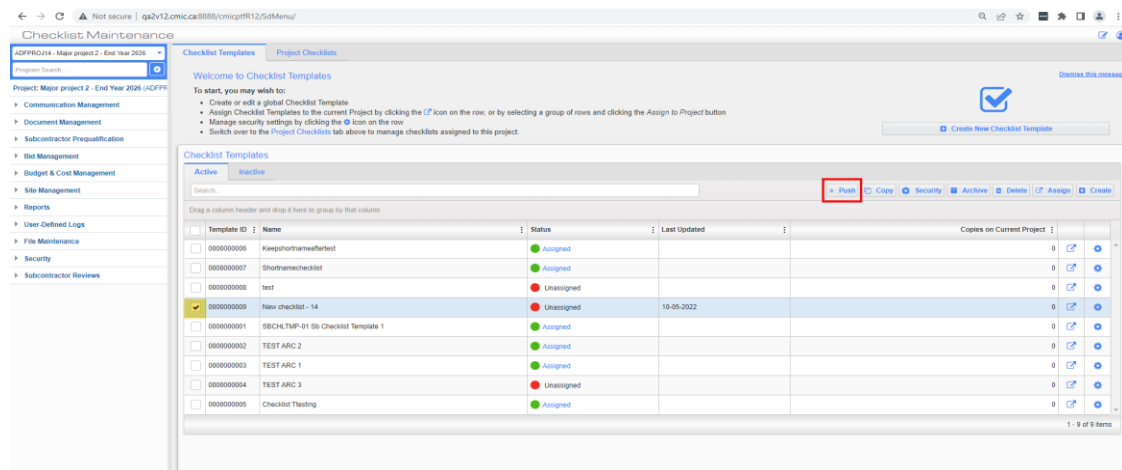 Not secure | qa2v12.cmic.ca:8888/cmicptfR12/SdMenu/
Checklist Maintenance
ADFPROJ14 - Major project 2 - End Year 2026
Program Search...
Project: Major project 2 - End Year 2026 (ADFPF
Communication Management
Document Management
Subcontractor Prequalification
Bid Management
Budget & Cost Management
Site Management
Reports
User-Defined Logs
File Maintenance
Security
Subcontractor Reviews
Checklist Templates Project Checklists
Welcome to Checklist Templates Dismiss this message
To start, you may wish to:
• Create or edit a global Checklist Template
• Assign Checklist Templates to the current Project by clicking the icon on the row, or by selecting a group of rows and clicking the Assign to Project button
• Manage security settings by clicking the icon on the row
• Switch over to the Project Checklists tab above to manage checklists assigned to this project
Create New Checklist Template
Checklist Templates
Active Inactive
Search... Push Copy Security Archive Delete Assign Create
Drag a column header and drop it here to group by that column
Template ID Name Status Last Updated Copies on Current Project
0000000006 Keepshortnameaftertest Assigned 0
0000000007 Shortnamechecklist Assigned 0
0000000008 test Unassigned 0
0000000009 New checklist - 14 Unassigned 10-05-2022 0
0000000001 SBCHLTMP-01 Sb Checklist Template 1 Assigned 0
0000000002 TEST ARC 2 Assigned 0
0000000003 TEST ARC 1 Assigned 0
0000000004 TEST ARC 3 Unassigned 0
0000000005 Checklist Ttesting Assigned 0
1 - 9 of 9 items